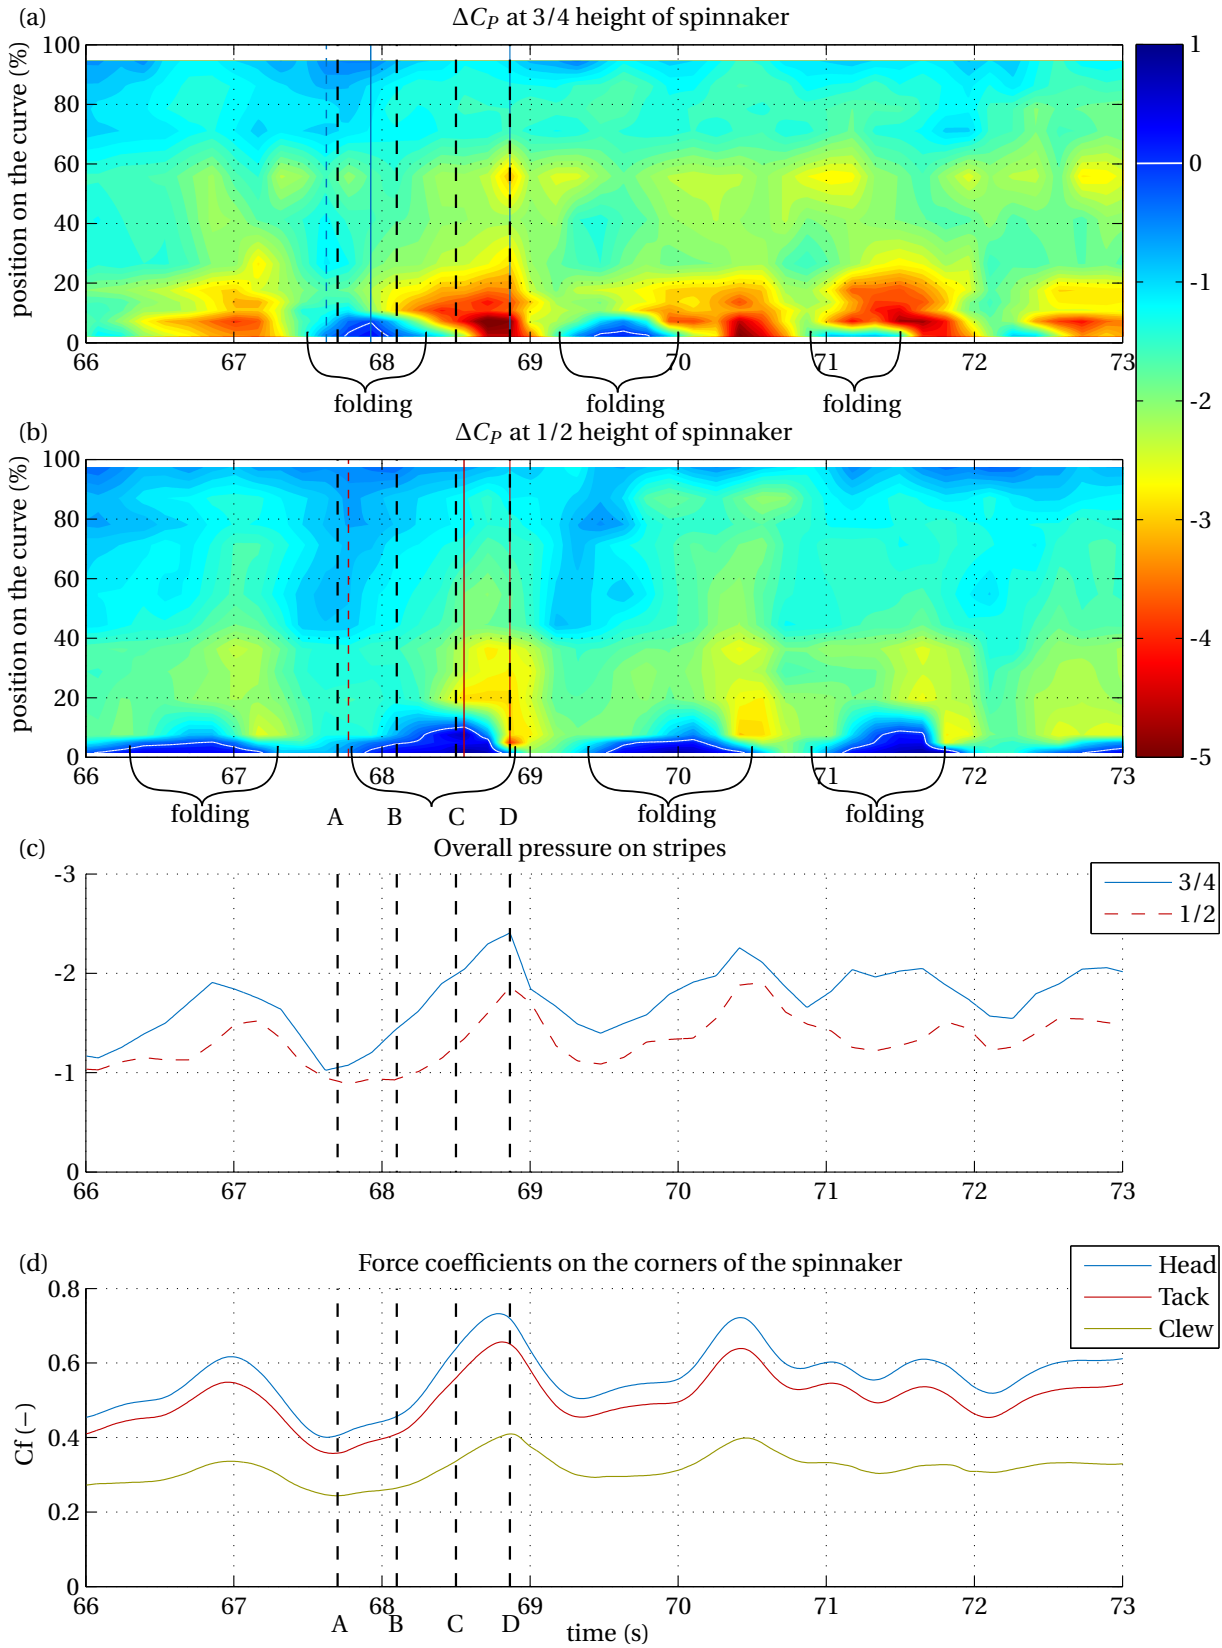 (a)
ΔC_P at 3/4 height of spinnaker
position on the curve (%)
100
80
60
40
20
0
66 67 68 69 70 71 72 73
folding folding folding
1
0
-1
-2
-3
-4
-5
(b)
ΔC_P at 1/2 height of spinnaker
position on the curve (%)
100
80
60
40
20
0
66 67 68 69 70 71 72 73
folding A B C D folding folding
(c)
Overall pressure on stripes
-3
-2
-1
0
66 67 68 69 70 71 72 73
3/4
1/2
(d)
Force coefficients on the corners of the spinnaker
Cf (−)
0.8
0.6
0.4
0.2
0
66 67 68 69 70 71 72 73
A B C D
time (s)
Head
Tack
Clew